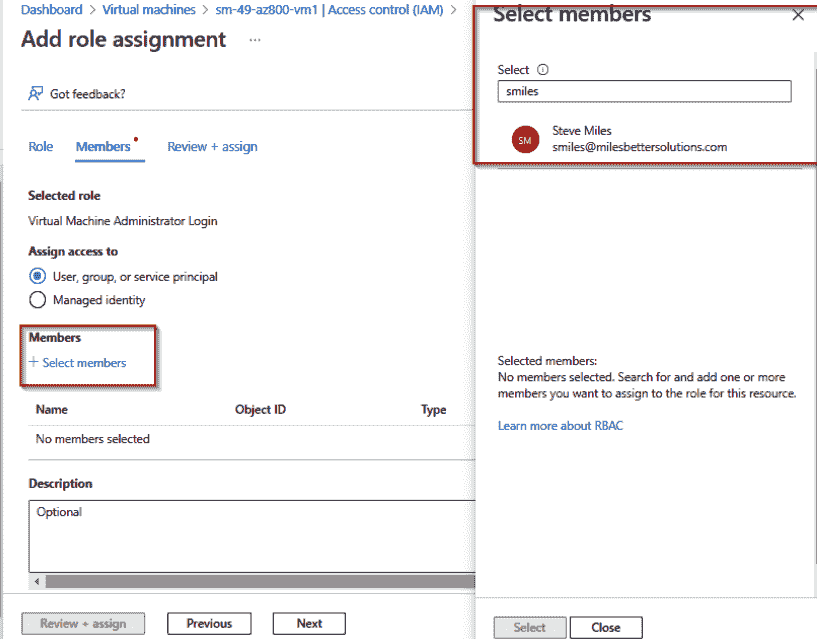 Dashboard > Virtual machines > sm-49-az800-vm1 | Access control (IAM) >
Add role assignment ...
Got feedback?
Role Members Review + assign
Selected role
Virtual Machine Administrator Login
Assign access to
User, group, or service principal
Managed identity
Members
+ Select members
Name Object ID Type
No members selected
Description
Optional
Review + assign Previous Next
Select members
Select
smiles
SM
Steve Miles
smiles@milesbettersolutions.com
Selected members:
No members selected. Search for and add one or more
members you want to assign to the role for this resource.
Learn more about RBAC
Select Close